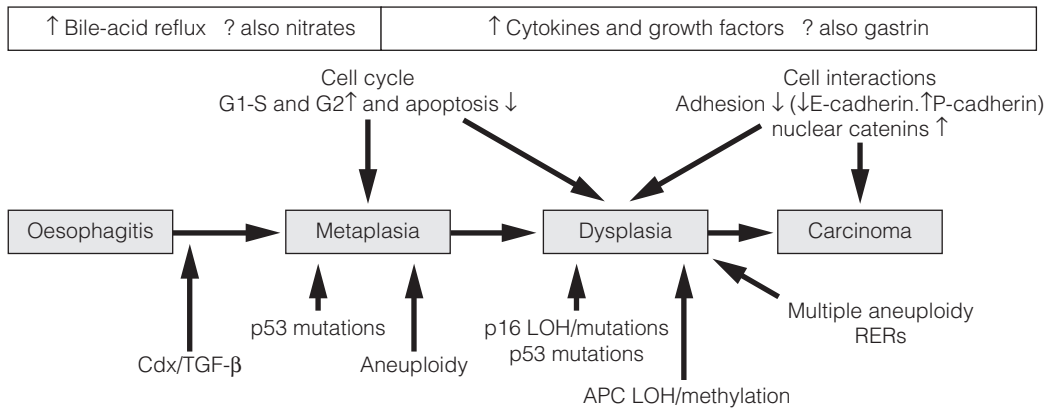 ↑ Bile-acid reflux ? also nitrates
↑ Cytokines and growth factors ? also gastrin
Cell cycle
G1-S and G2↑ and apoptosis ↓
Cell interactions
Adhesion ↓ (↓E-cadherin.↑P-cadherin)
nuclear catenins ↑
Oesophagitis
Metaplasia
Dysplasia
Carcinoma
Cdx/TGF-β
p53 mutations
Aneuploidy
p16 LOH/mutations
p53 mutations
APC LOH/methylation
Multiple aneuploidy
RERs